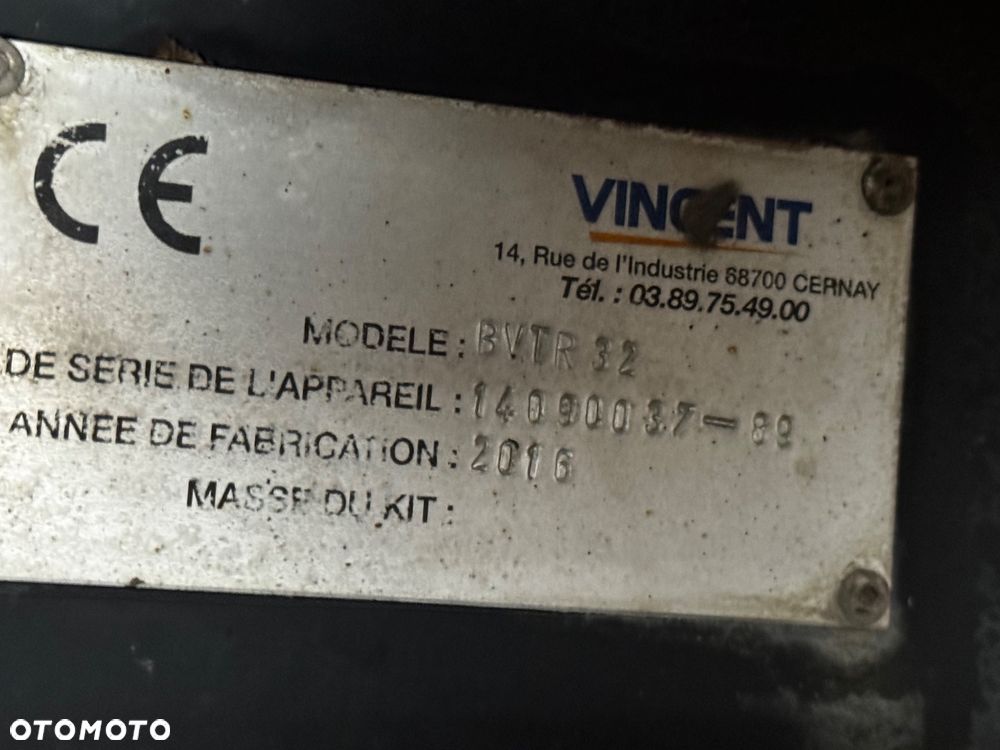 CE
VINCENT
14, Rue de l'Industrie 68700 CERNAY
Tél. : 03.89.75.49.00
MODELE : BVTR 32
DE SERIE DE L'APPAREIL : 14090037-89
ANNEE DE FABRICATION : 2016
MASSE DU KIT :
OTOMOTO